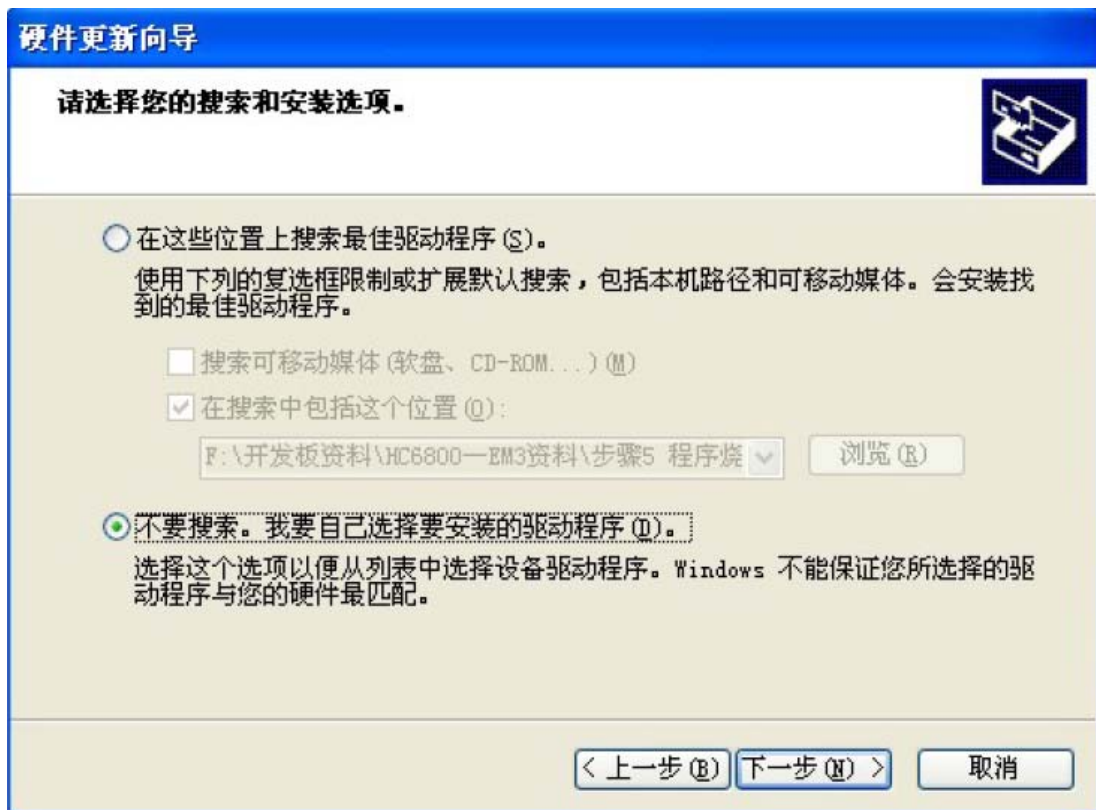 硬件更新向导
请选择您的搜索和安装选项。
在这些位置上搜索最佳驱动程序(S)。
使用下列的复选框限制或扩展默认搜索，包括本机路径和可移动媒体。会安装找
到的最佳驱动程序。
搜索可移动媒体(软盘、CD-ROM...)(M)
在搜索中包括这个位置(O):
F:\开发板资料\HC6800—EM3资料\步骤5 程序烧
浏览(R)
不要搜索。我要自己选择要安装的驱动程序(D)。
选择这个选项以便从列表中选择设备驱动程序。Windows 不能保证您所选择的驱
动程序与您的硬件最匹配。
< 上一步(B) 下一步(N) > 取消